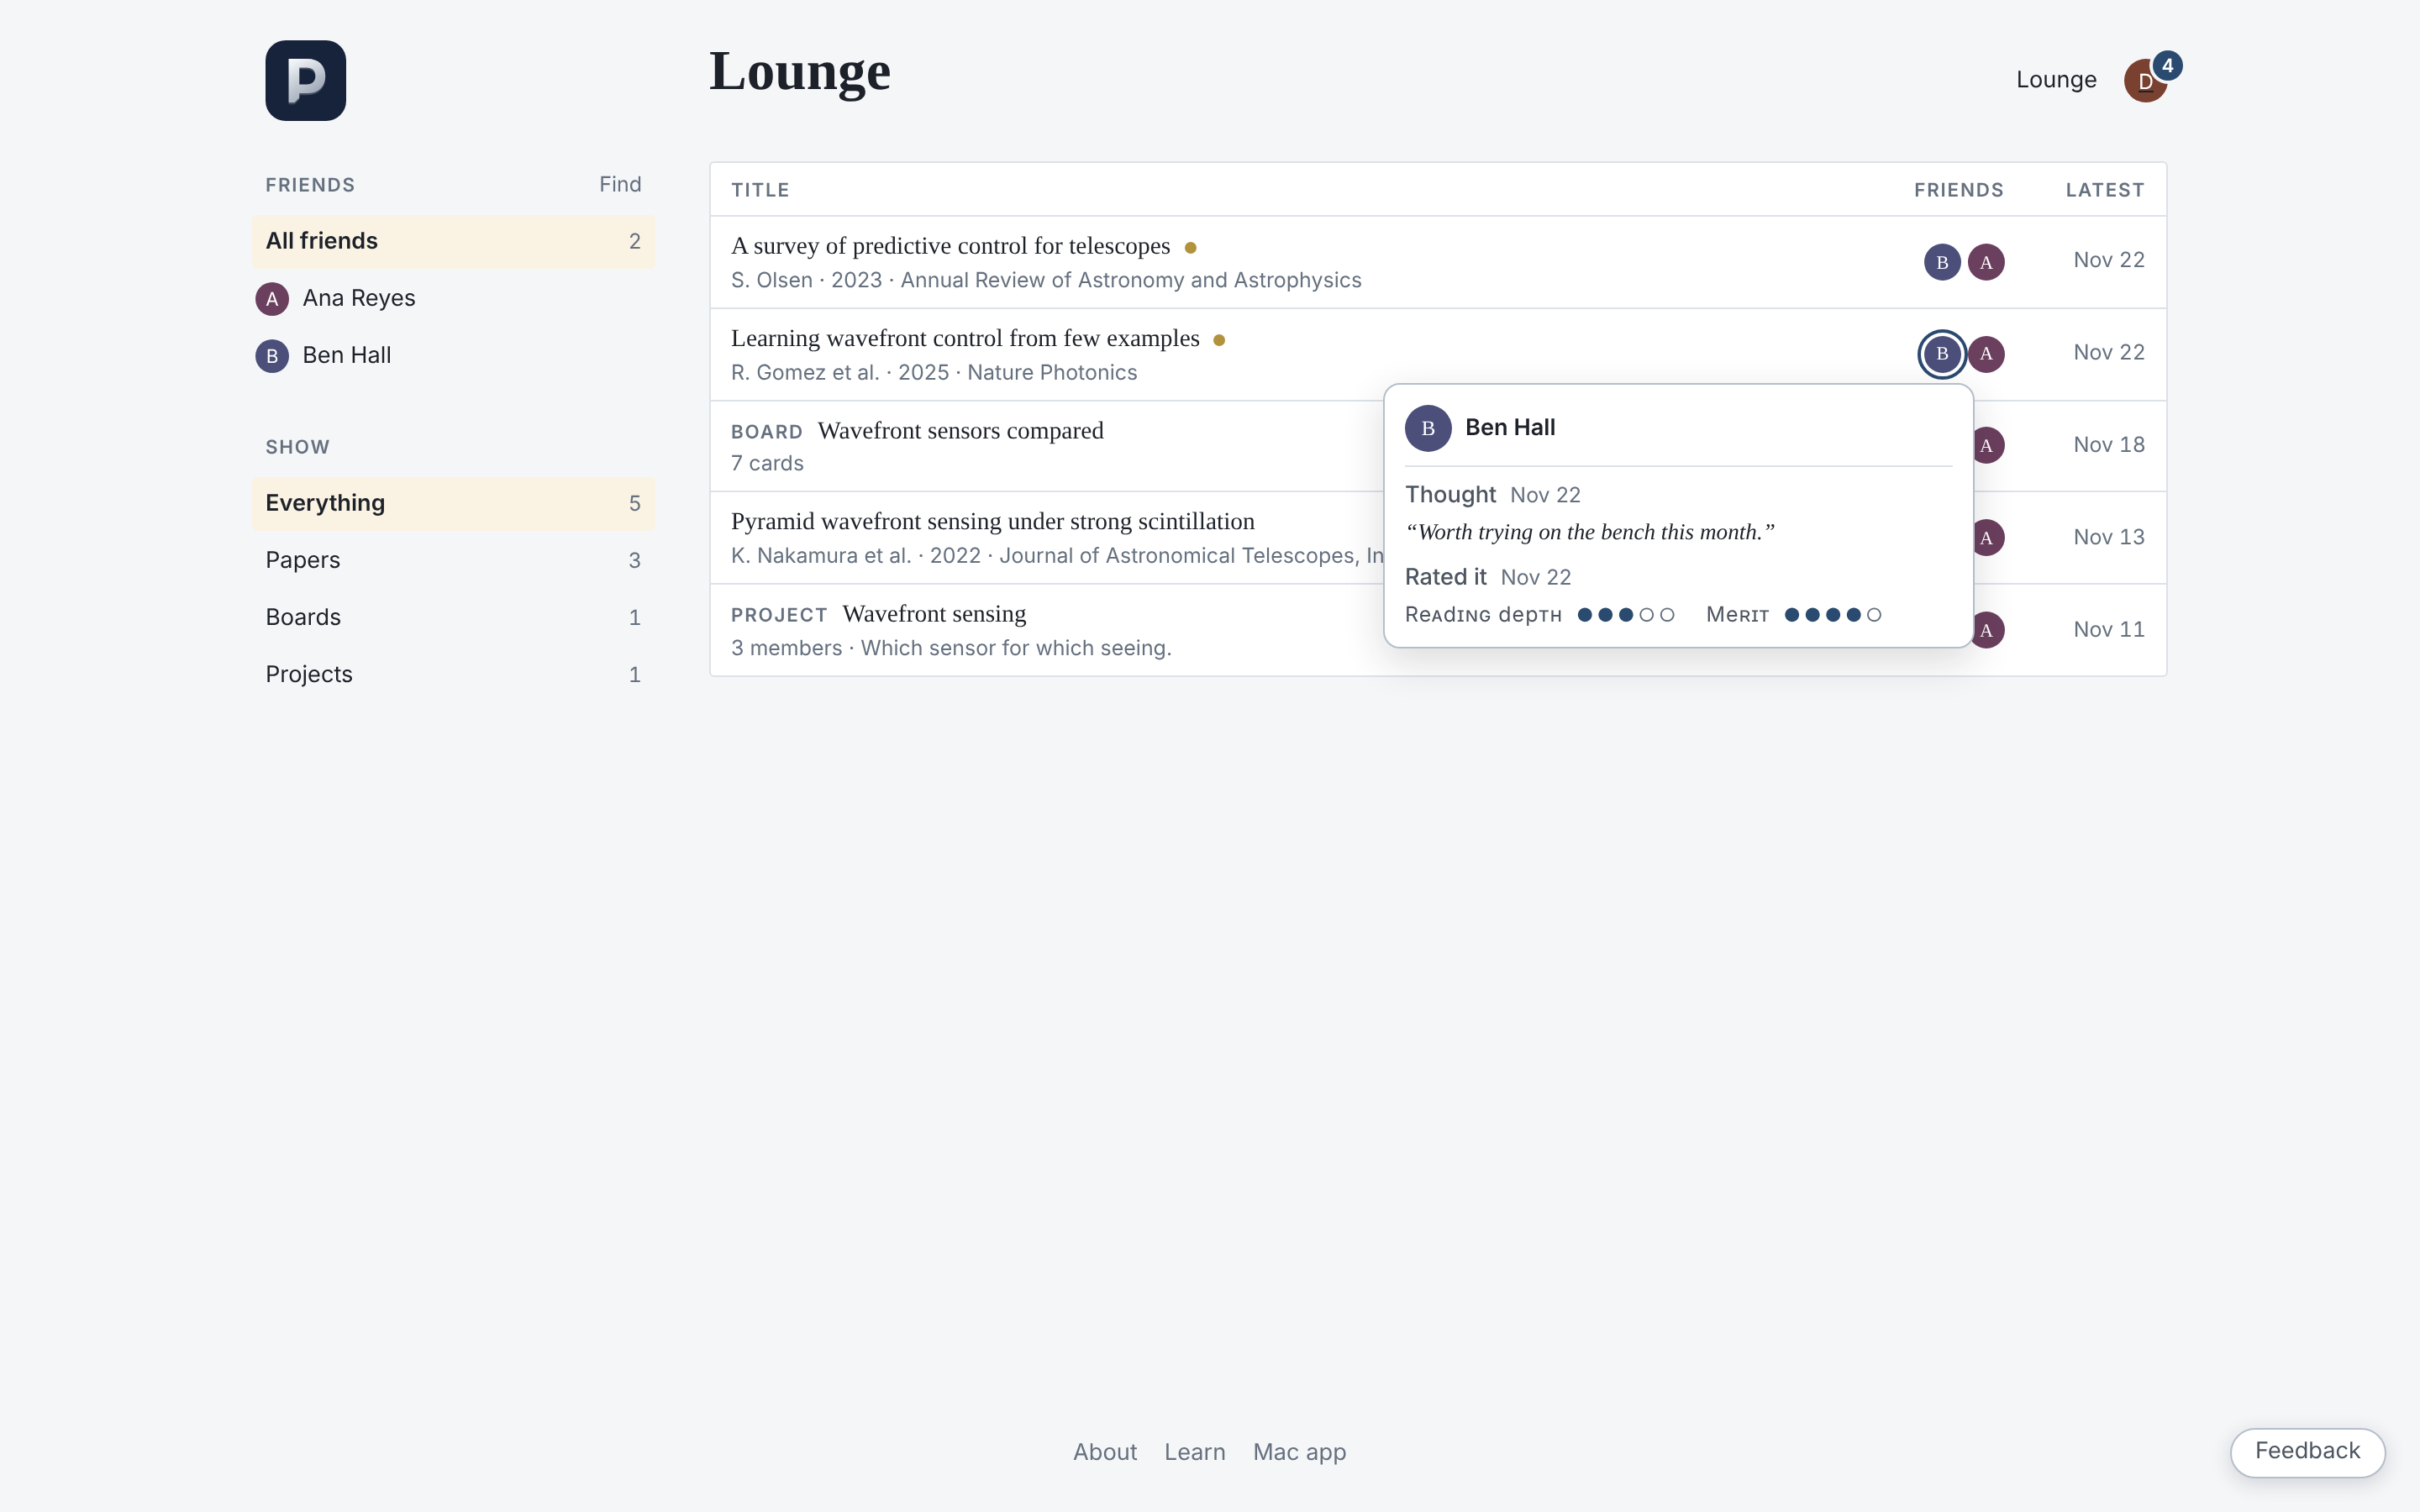 P
Lounge
Lounge D 4
FRIENDS Find
All friends 2
A Ana Reyes
B Ben Hall
SHOW
Everything 5
Papers 3
Boards 1
Projects 1
TITLE FRIENDS LATEST
A survey of predictive control for telescopes B A Nov 22
S. Olsen · 2023 · Annual Review of Astronomy and Astrophysics
Learning wavefront control from few examples B A Nov 22
R. Gomez et al. · 2025 · Nature Photonics
BOARD Wavefront sensors compared A Nov 18
7 cards
Pyramid wavefront sensing under strong scintillation A Nov 13
K. Nakamura et al. · 2022 · Journal of Astronomical Telescopes, In
PROJECT Wavefront sensing A Nov 11
3 members · Which sensor for which seeing.
B Ben Hall
Thought Nov 22
“Worth trying on the bench this month.”
Rated it Nov 22
Reading depth Merit
About Learn Mac app
Feedback